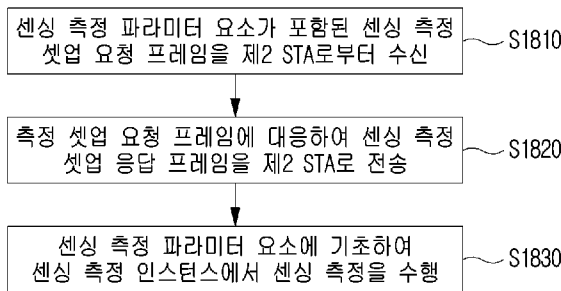 센싱 측정 파라미터 요소가 포함된 센싱 측정
셋업 요청 프레임을 제2 STA로부터 수신
S1810
측정 셋업 요청 프레임에 대응하여 센싱 측정
셋업 응답 프레임을 제2 STA로 전송
S1820
센싱 측정 파라미터 요소에 기초하여
센싱 측정 인스턴스에서 센싱 측정을 수행
S1830